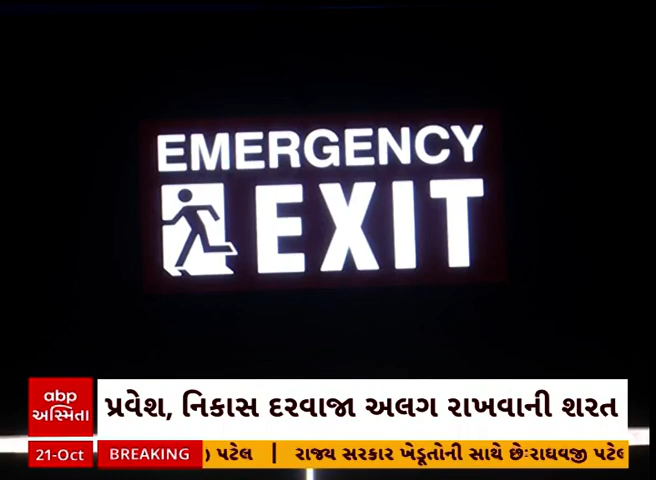 EMERGENCY
EXIT
abp
અસ્મિતા
પ્રવેશ, નિકાસ દરવાજા અલગ રાખવાની શરત
21-Oct
BREAKING
) પટેલ | રાજ્ય સરકાર ખેડૂતોની સાથે છેઃરાઘવજી પટેલ